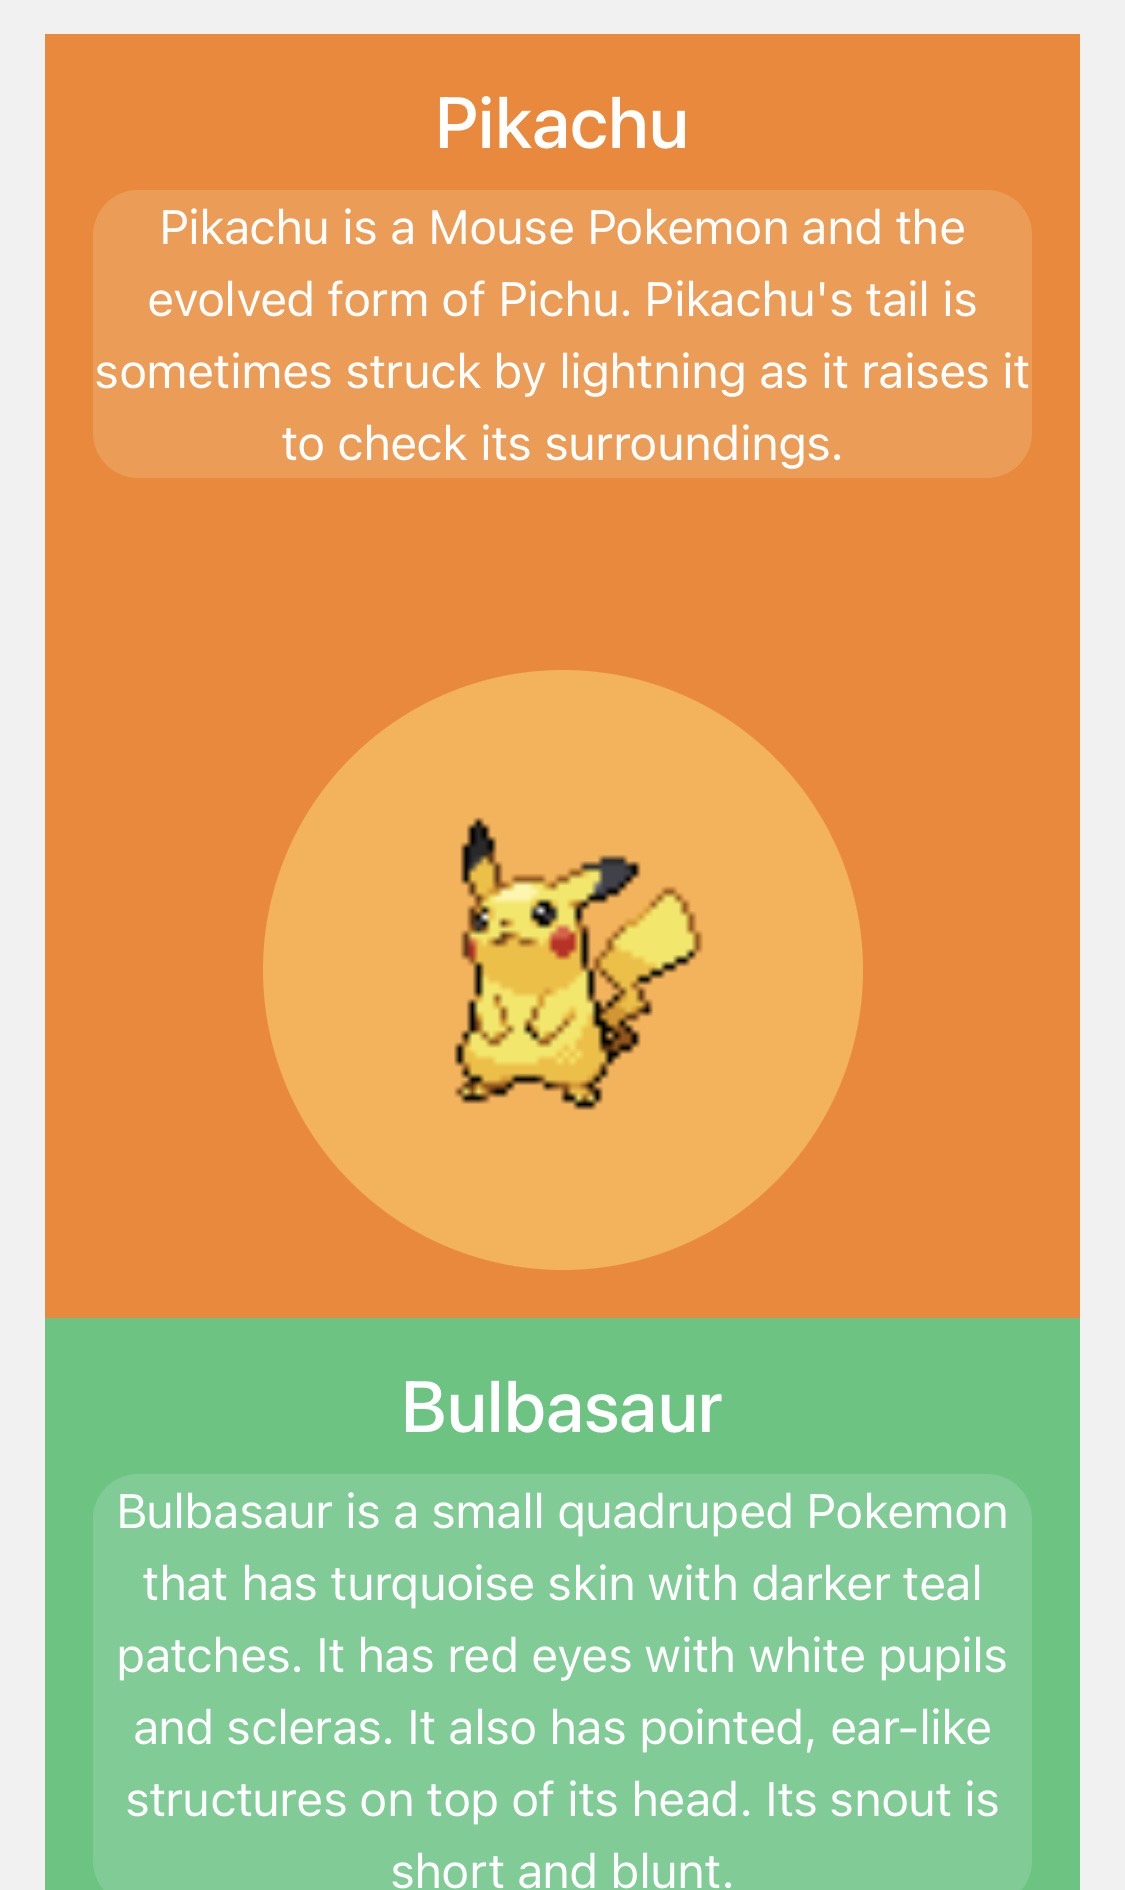 Pikachu
Pikachu is a Mouse Pokemon and the
evolved form of Pichu. Pikachu's tail is
sometimes struck by lightning as it raises it
to check its surroundings.
Bulbasaur
Bulbasaur is a small quadruped Pokemon
that has turquoise skin with darker teal
patches. It has red eyes with white pupils
and scleras. It also has pointed, ear-like
structures on top of its head. Its snout is
short and blunt.